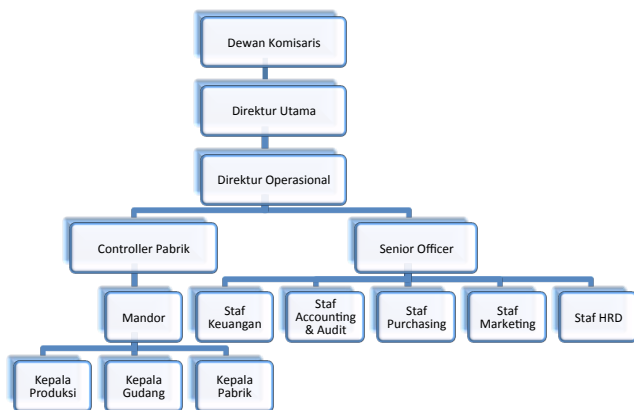 Dewan Komisaris
Direktur Utama
Direktur Operasional
Controller Pabrik
Senior Officer
Mandor
Staf
Keuangan
Staf
Accounting
& Audit
Staf
Purchasing
Staf
Marketing
Staf HRD
Kepala
Produksi
Kepala
Gudang
Kepala
Pabrik